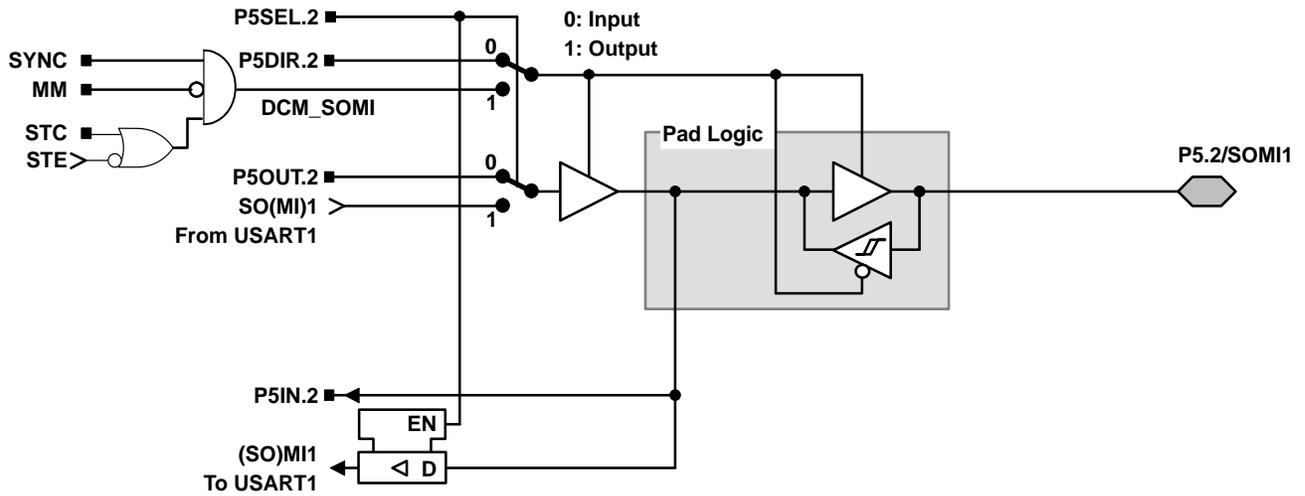 P5SEL.2
0: Input
1: Output
SYNC
P5DIR.2
0
MM
1
DCM_SOMI
STC
STE
Pad Logic
P5.2/SOMI1
0
P5OUT.2
SO(MI)1
1
From USART1
P5IN.2
EN
(SO)MI1
D
To USART1